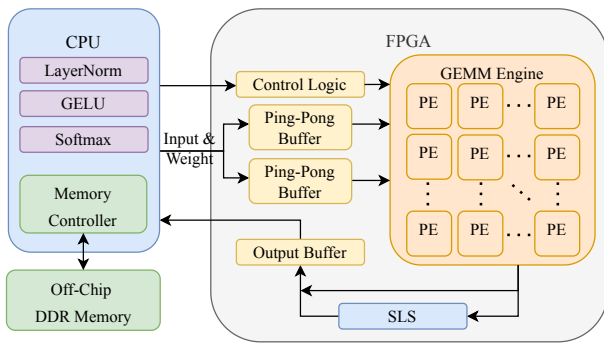 CPU
LayerNorm
GELU
Softmax
Memory
Controller
Off-Chip
DDR Memory
Input &
Weight
FPGA
Control Logic
Ping-Pong
Buffer
Ping-Pong
Buffer
Output Buffer
SLS
GEMM Engine
PE PE ... PE
PE PE ... PE
PE PE ... PE